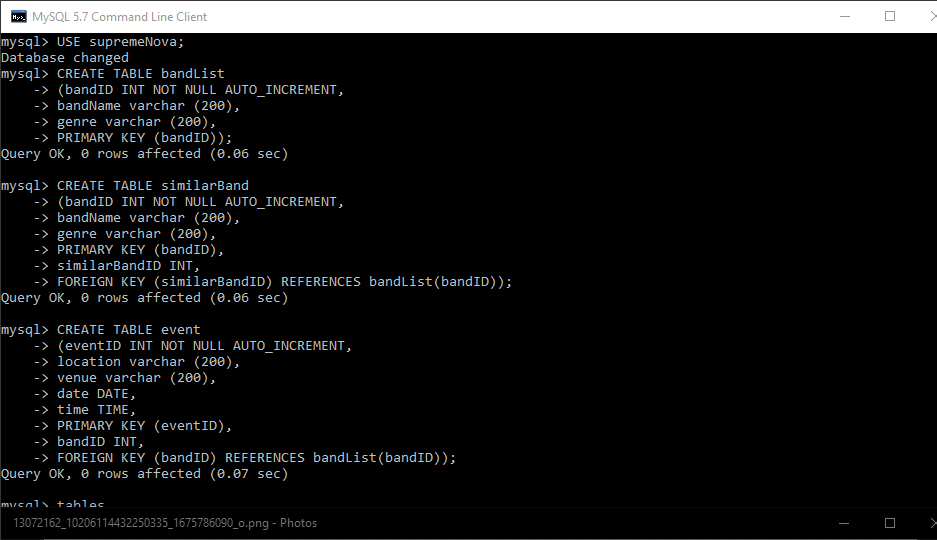 MySQL 5.7 Command Line Client
mysql> USE supremeNova;
Database changed
mysql> CREATE TABLE bandList
    -> (bandID INT NOT NULL AUTO_INCREMENT,
    -> bandName varchar (200),
    -> genre varchar (200),
    -> PRIMARY KEY (bandID));
Query OK, 0 rows affected (0.06 sec)
mysql> CREATE TABLE similarBand
    -> (bandID INT NOT NULL AUTO_INCREMENT,
    -> bandName varchar (200),
    -> genre varchar (200),
    -> PRIMARY KEY (bandID),
    -> similarBandID INT,
    -> FOREIGN KEY (similarBandID) REFERENCES bandList(bandID));
Query OK, 0 rows affected (0.06 sec)
mysql> CREATE TABLE event
    -> (eventID INT NOT NULL AUTO_INCREMENT,
    -> location varchar (200),
    -> venue varchar (200),
    -> date DATE,
    -> time TIME,
    -> PRIMARY KEY (eventID),
    -> bandID INT,
    -> FOREIGN KEY (bandID) REFERENCES bandList(bandID));
Query OK, 0 rows affected (0.07 sec)
mysql> tables
13072162_10206114432250335_1675786090_o.png - Photos